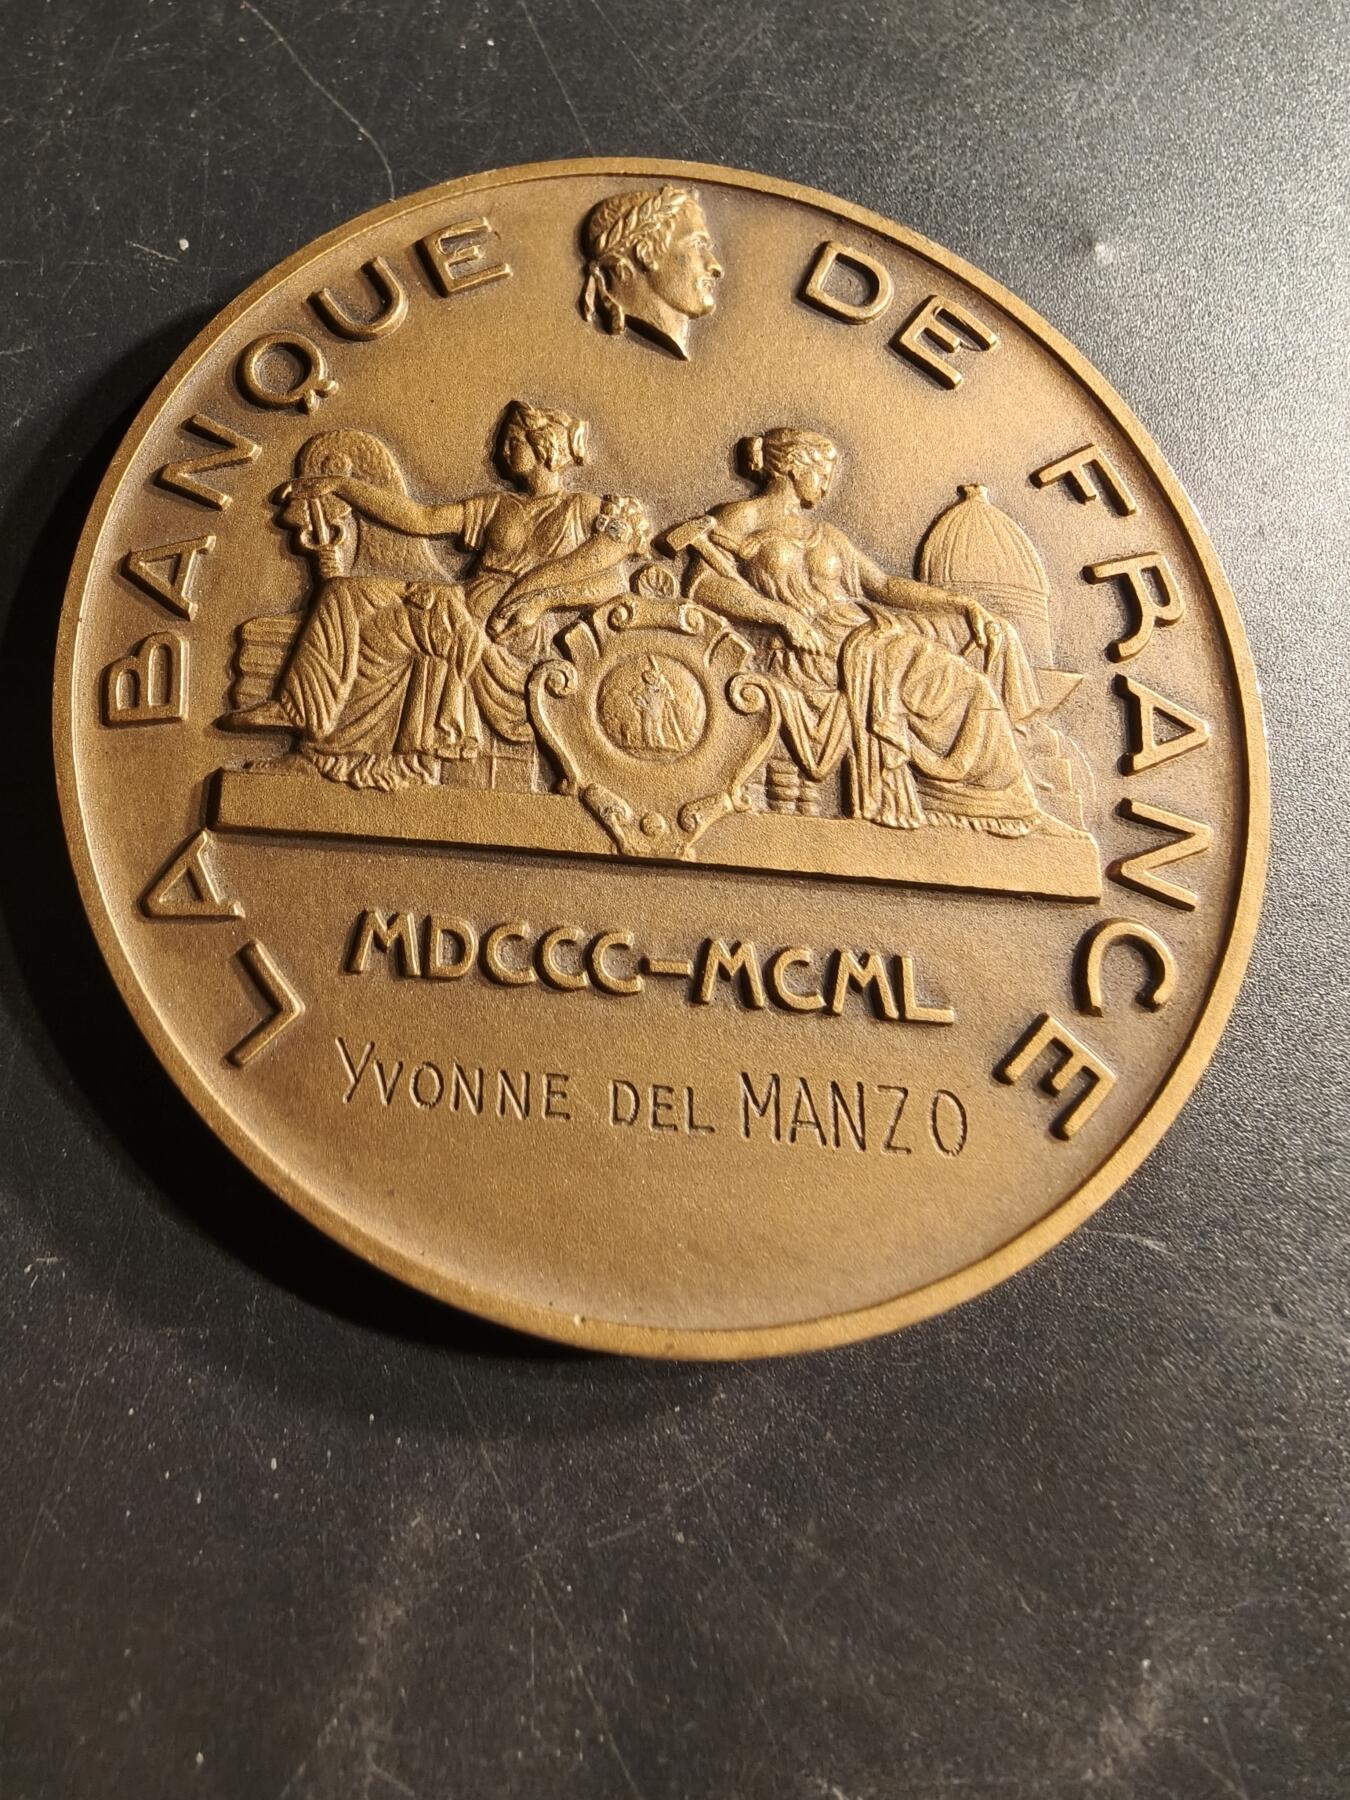 LA BANQUE DE FRANCE
MDCCC-MCML
YVONNE DEL MANZO